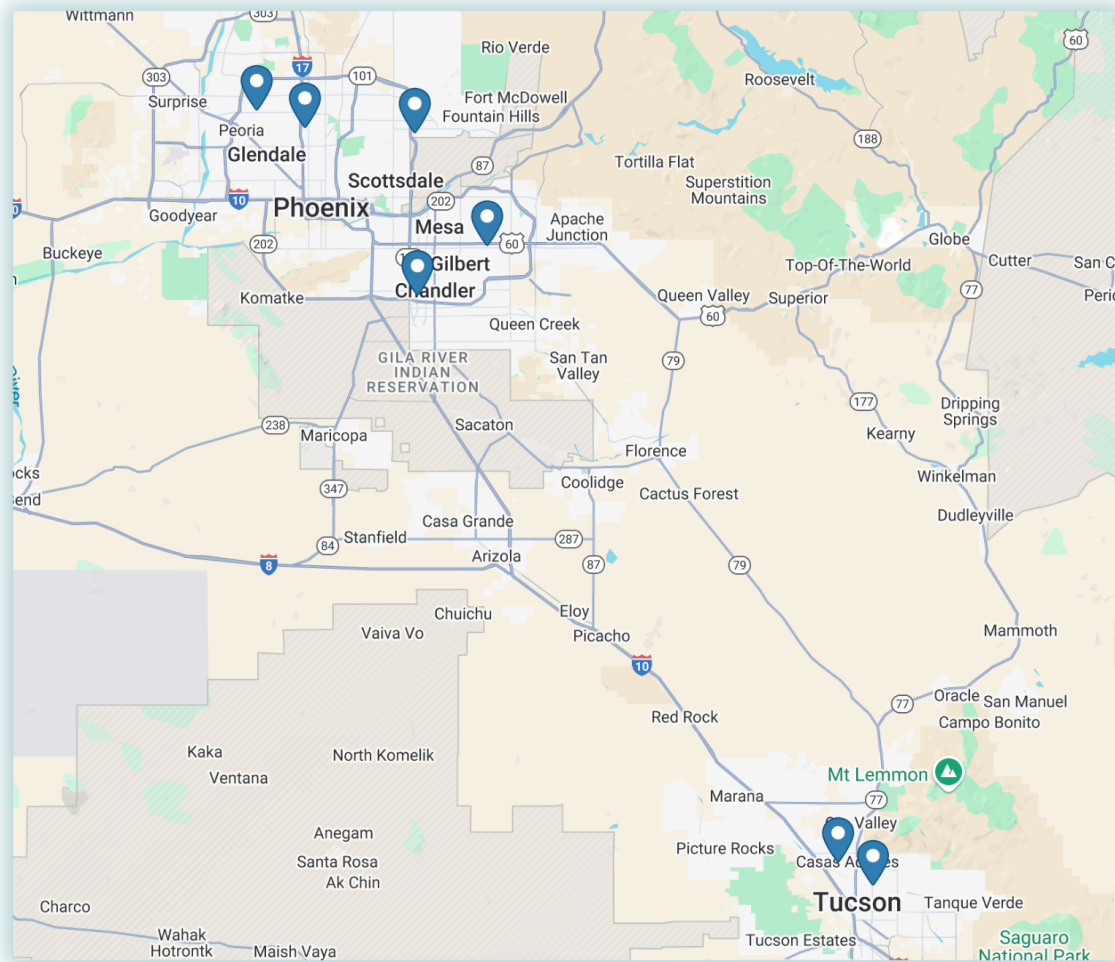 Wittmann
303
Rio Verde
60
17
101
303
Roosevelt
Surprise
Fort McDowell
Fountain Hills
Peoria
188
Glendale
87
Tortilla Flat
Scottsdale
Superstition
Mountains
10
202
Phoenix
Goodyear
Mesa
Apache
Junction
202
60
Globe
Buckeye
Gilbert
Top-Of-The-World
Cutter
San C
Chandler
77
Peric
Komatke
Queen Valley
Superior
60
Queen Creek
GILA RIVER
INDIAN
RESERVATION
San Tan
Valley
79
River
177
Dripping
Springs
238
Maricopa
Sacaton
Kearny
Florence
ocks
Bend
Coolidge
Winkelman
347
Cactus Forest
Dudleyville
Casa Grande
84
Stanfield
287
Arizola
8
87
79
Chuichu
Eloy
Vaiva Vo
Picacho
Mammoth
10
77
Oracle
San Manuel
Red Rock
Campo Bonito
Kaka
North Komelik
Ventana
Mt Lemmon
Marana
77
Valley
Anegam
Picture Rocks
Santa Rosa
Casas
Ak Chin
Tucson
Tanque Verde
Charco
Wahak
Hotrontk
Maish Vaya
Tucson Estates
Saguaro
National Park